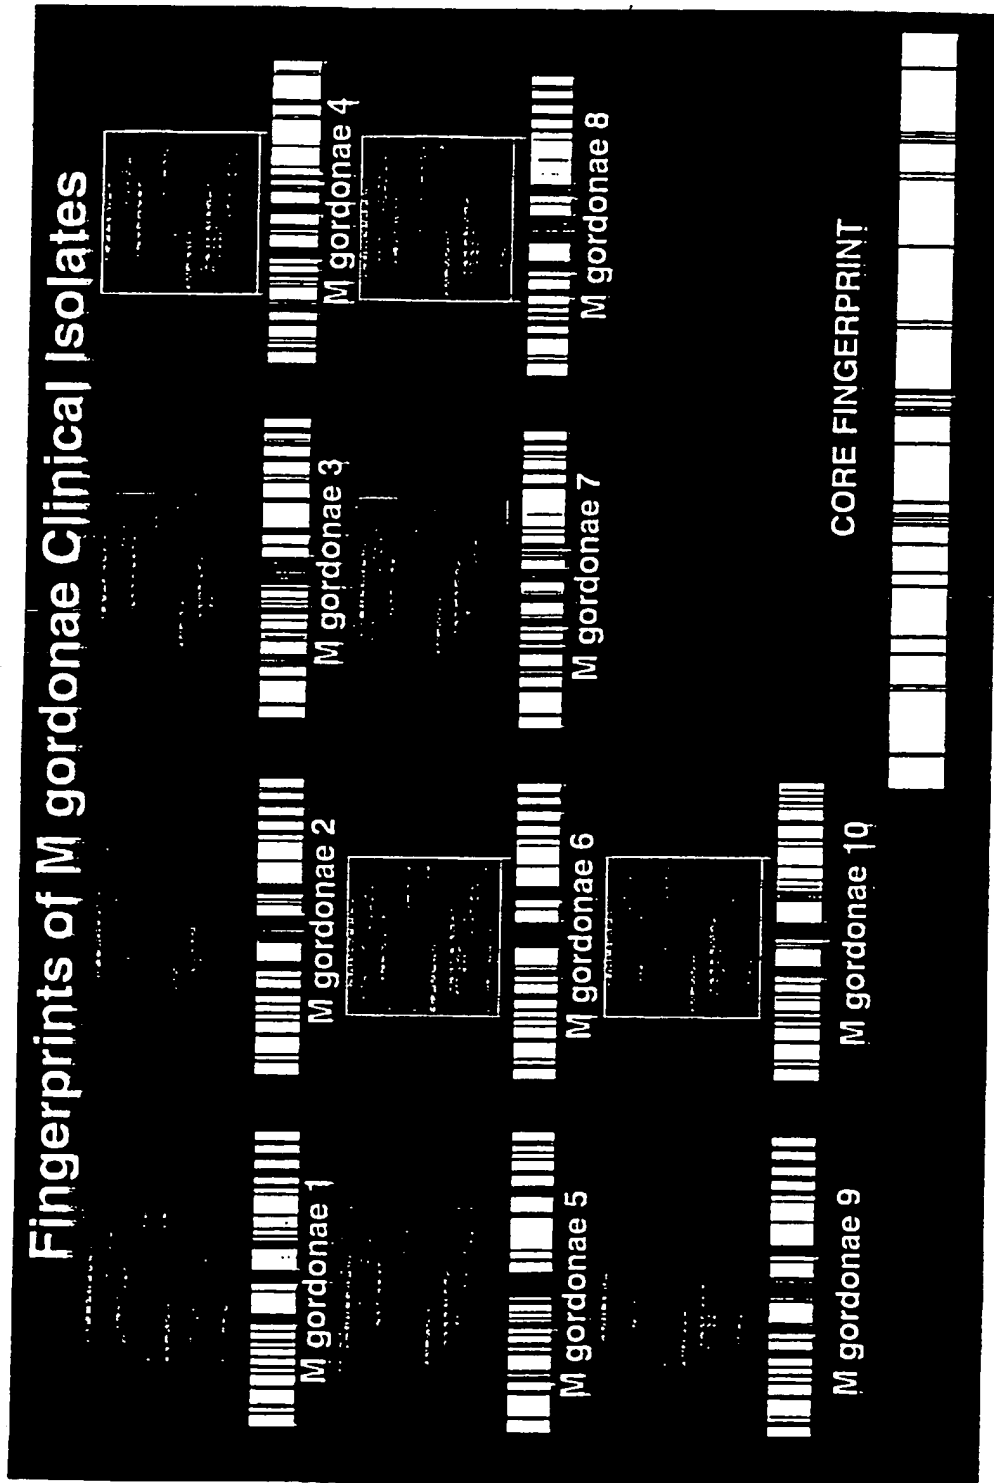 Fingerprints of M gordonae Clinical Isolates
M gordonae 1
M gordonae 2
M gordonae 3
M gordonae 4
M gordonae 5
M gordonae 6
M gordonae 7
M gordonae 8
M gordonae 9
M gordonae 10
CORE FINGERPRINT